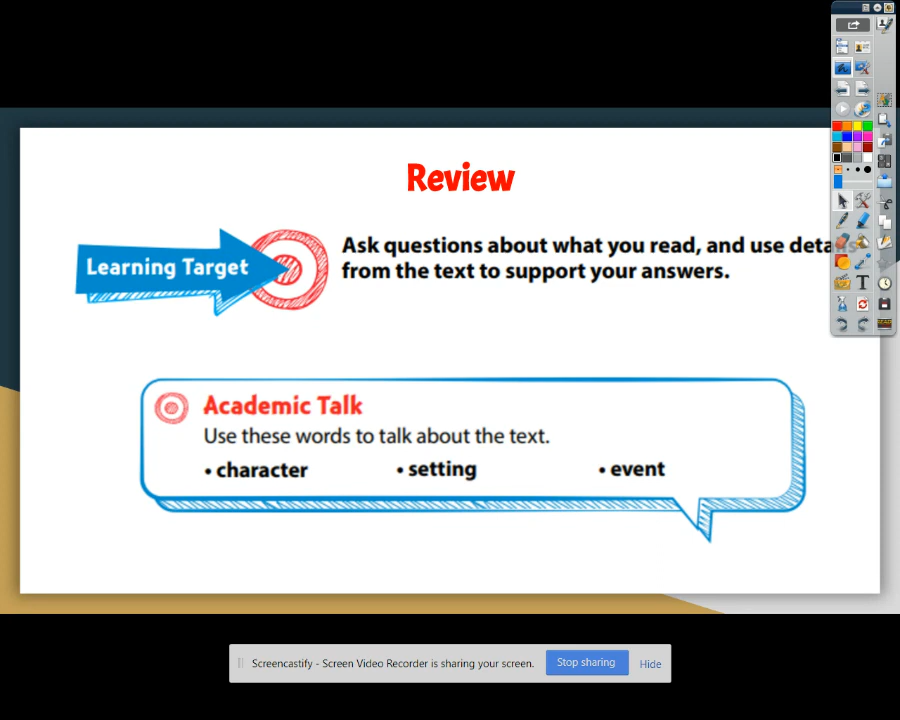 Review
Learning Target
Ask questions about what you read, and use details
from the text to support your answers.
Academic Talk
Use these words to talk about the text.
• character • setting • event
T
Screencastify - Screen Video Recorder is sharing your screen. Stop sharing Hide